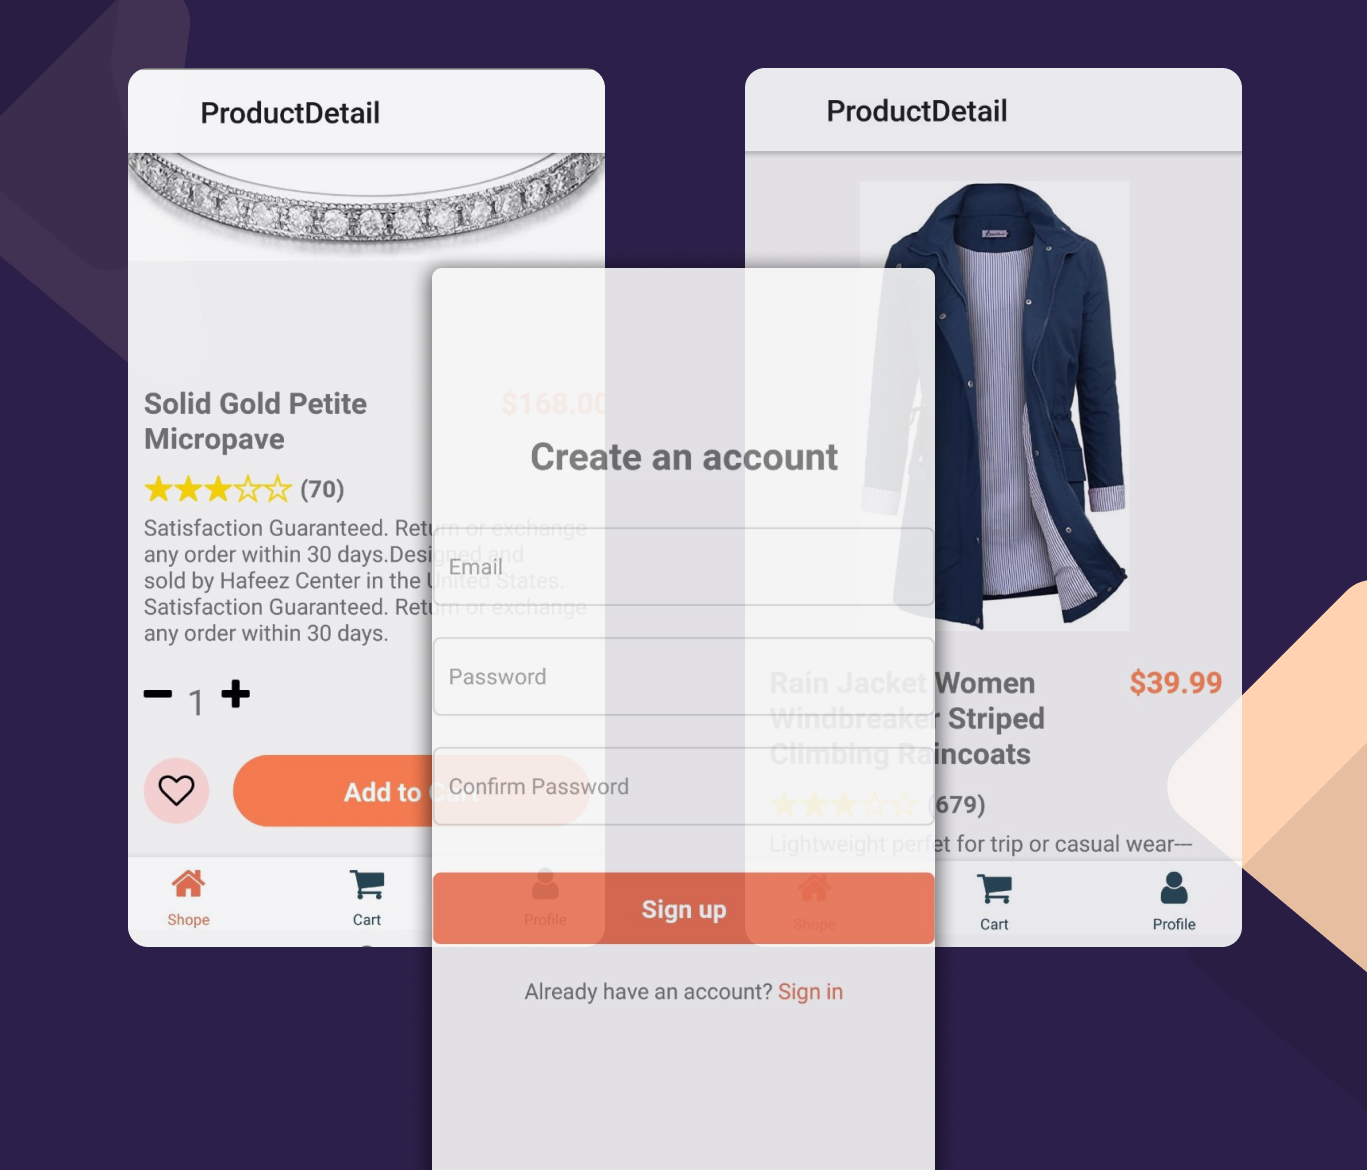 ProductDetail
Solid Gold Petite
Micropave
$168.00
(70)
Satisfaction Guaranteed. Return or exchange
any order within 30 days.Designed and
sold by Hafeez Center in the United States.
Satisfaction Guaranteed. Return or exchange
any order within 30 days.
1
Add to Cart
Shope
Cart
Profile
Create an account
Email
Password
Confirm Password
Sign up
Already have an account? Sign in
ProductDetail
Rain Jacket Women
Windbreaker Striped
Climbing Raincoats
$39.99
(679)
Lightweight perfet for trip or casual wear---
Shope
Cart
Profile